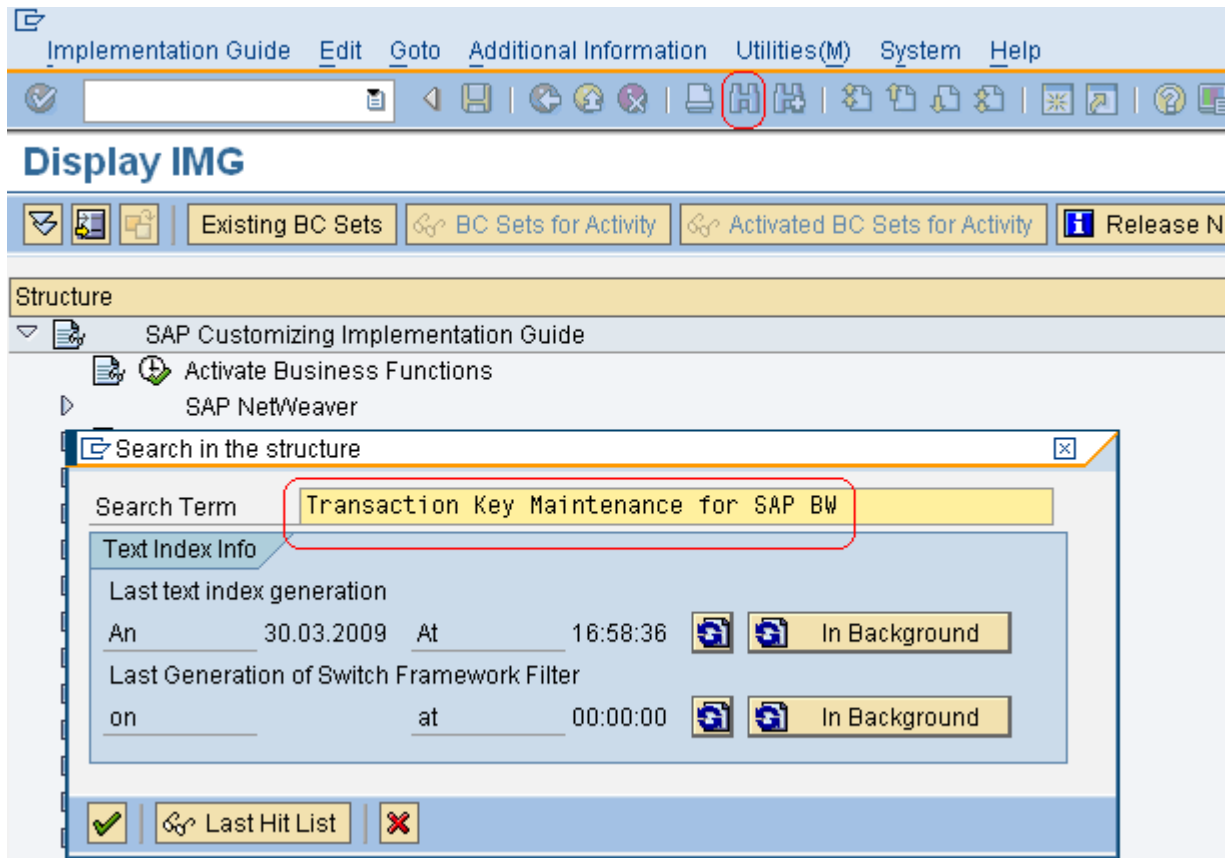 Implementation Guide Edit Goto Additional Information Utilities(M) System Help
Display IMG
Existing BC Sets BC Sets for Activity Activated BC Sets for Activity Release N
Structure
SAP Customizing Implementation Guide
Activate Business Functions
SAP NetWeaver
Search in the structure
Search Term Transaction Key Maintenance for SAP BW
Text Index Info
Last text index generation
An 30.03.2009 At 16:58:36 In Background
Last Generation of Switch Framework Filter
on at 00:00:00 In Background
Last Hit List